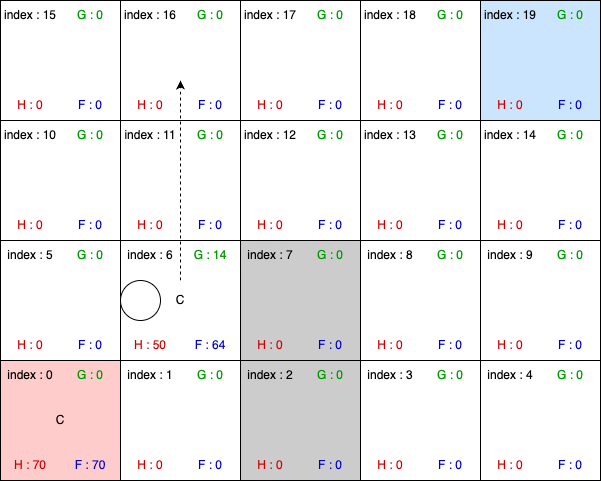 index : 15 G : 0 index : 16 G : 0 index : 17 G : 0 index : 18 G : 0 index : 19 G : 0
H : 0 F : 0 H : 0 F : 0 H : 0 F : 0 H : 0 F : 0 H : 0 F : 0
index : 10 G : 0 index : 11 G : 0 index : 12 G : 0 index : 13 G : 0 index : 14 G : 0
H : 0 F : 0 H : 0 F : 0 H : 0 F : 0 H : 0 F : 0 H : 0 F : 0
index : 5 G : 0 index : 6 G : 14 index : 7 G : 0 index : 8 G : 0 index : 9 G : 0
C
H : 0 F : 0 H : 50 F : 64 H : 0 F : 0 H : 0 F : 0 H : 0 F : 0
index : 0 G : 0 index : 1 G : 0 index : 2 G : 0 index : 3 G : 0 index : 4 G : 0
C
H : 70 F : 70 H : 0 F : 0 H : 0 F : 0 H : 0 F : 0 H : 0 F : 0